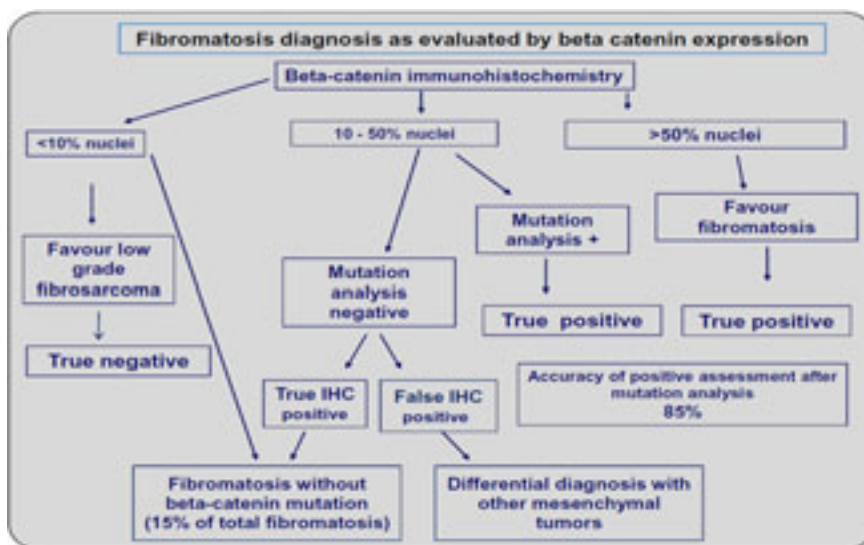 Fibromatosis diagnosis as evaluated by beta catenin expression
Beta-catenin immunohistochemistry
<10% nuclei
10 - 50% nuclei
>50% nuclei
Favour low
grade
fibrosarcoma
True negative
Mutation
analysis
negative
Mutation
analysis +
True positive
Favour
fibromatosis
True positive
True IHC
positive
False IHC
positive
Accuracy of positive assessment after
mutation analysis
85%
Fibromatosis without
beta-catenin mutation
(15% of total fibromatosis)
Differential diagnosis with
other mesenchymal
tumors